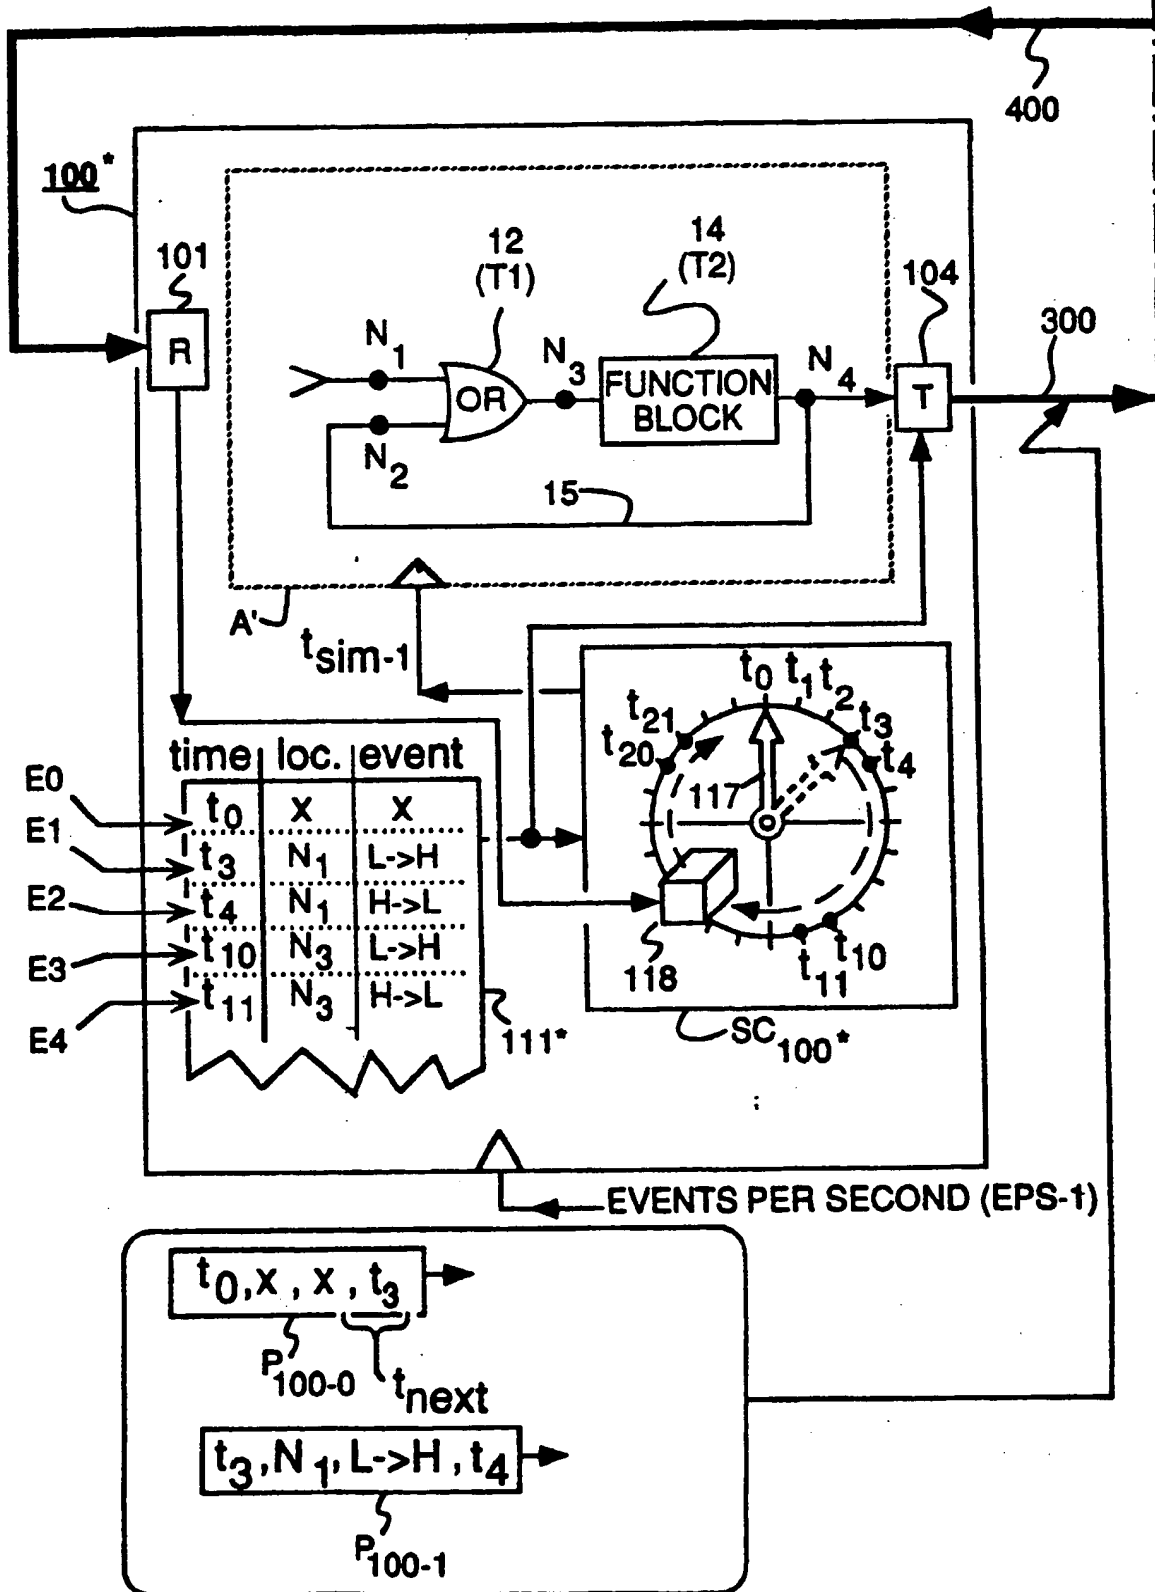 400
100*
101
R
12
(T1)
14
(T2)
104
300
N1
N2
OR
N3
FUNCTION
BLOCK
N4
T
15
A'
tsim-1
t0 t1 t2
t3
t4
t21
t20
117
118
t10
t11
SC100*
time loc. event
E0 t0 X X
E1 t3 N1 L->H
E2 t4 N1 H->L
E3 t10 N3 L->H
E4 t11 N3 H->L
111*
EVENTS PER SECOND (EPS-1)
t0,X,X,t3
P100-0
tnext
t3,N1,L->H,t4
P100-1